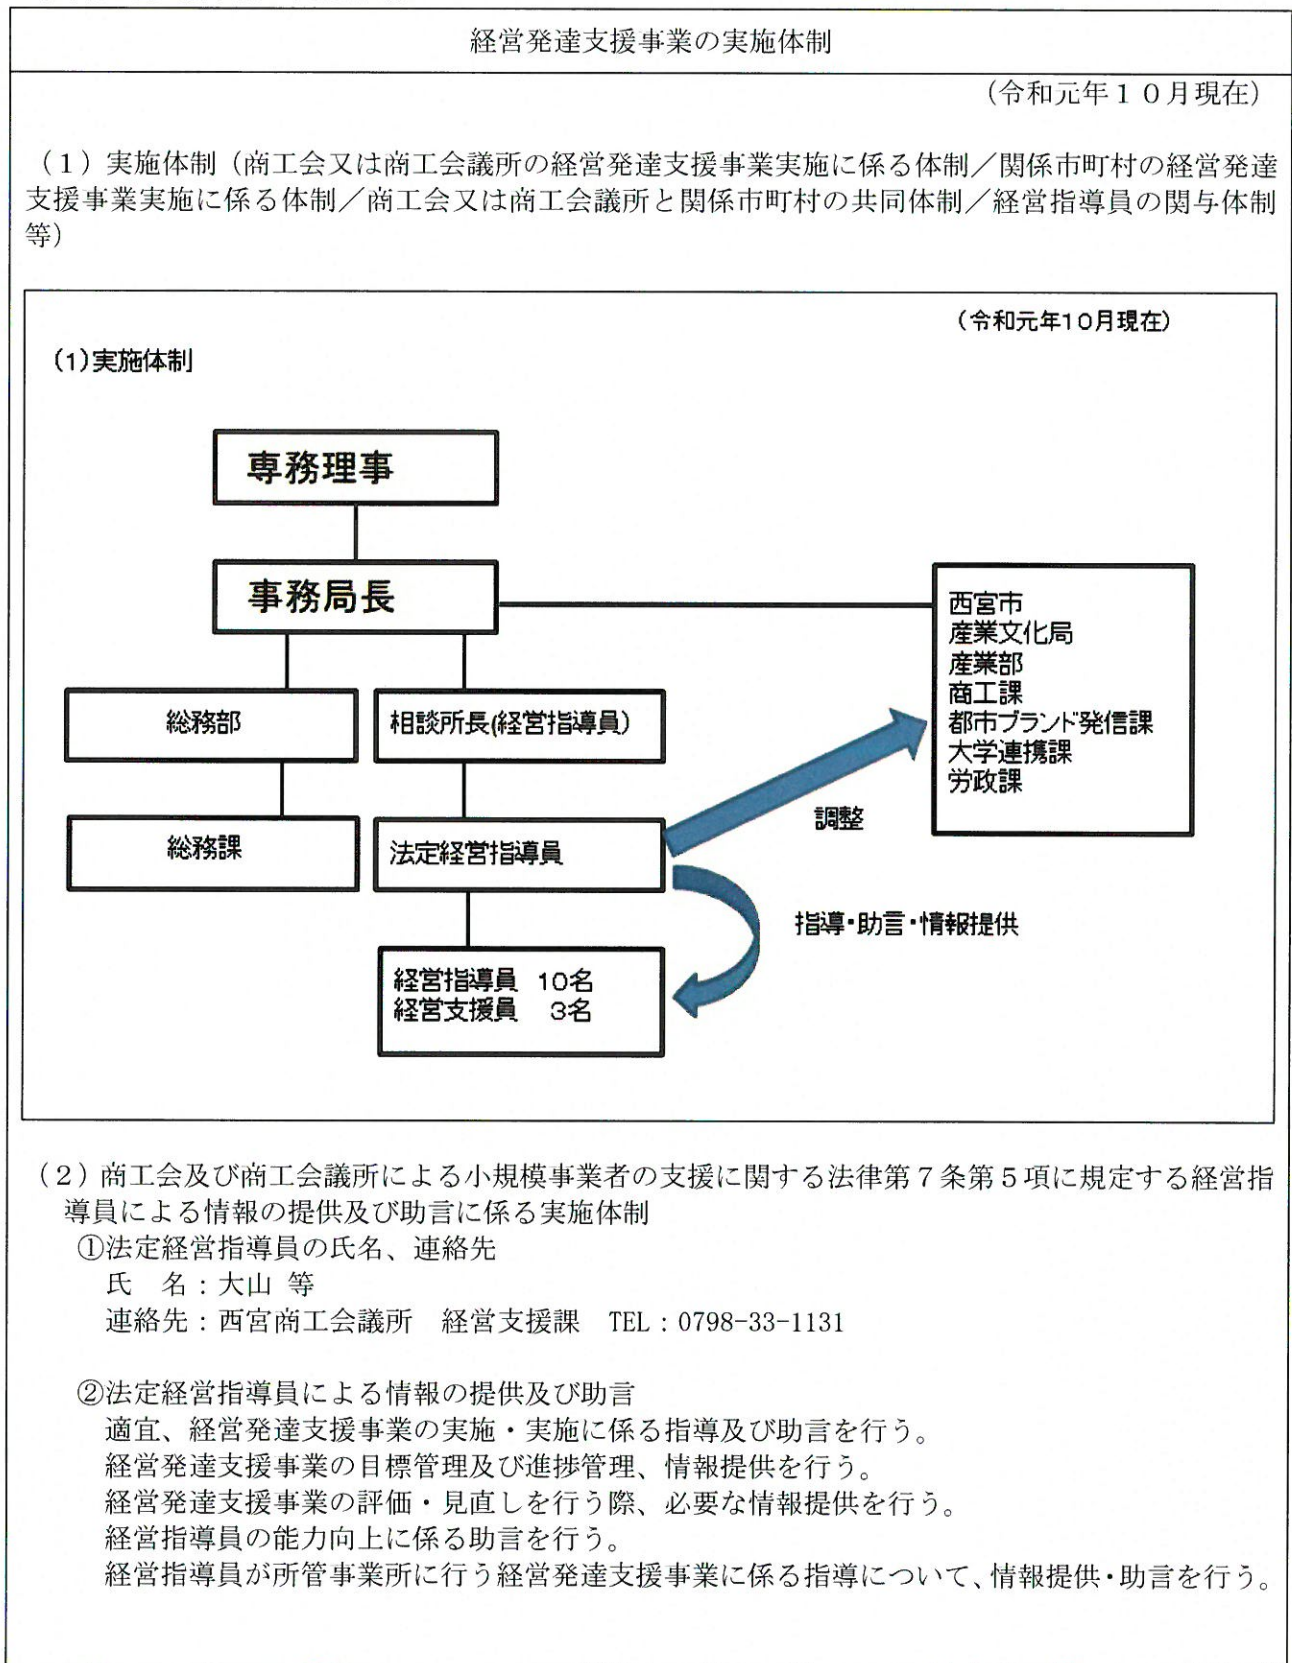 経営発達支援事業の実施体制
（令和元年１０月現在）
（１）実施体制（商工会又は商工会議所の経営発達支援事業実施に係る体制／関係市町村の経営発達
支援事業実施に係る体制／商工会又は商工会議所と関係市町村の共同体制／経営指導員の関与体制
等）
（令和元年10月現在）
(1)実施体制
専務理事
事務局長
西宮市
産業文化局
産業部
商工課
都市ブランド発信課
大学連携課
労政課
総務部
相談所長(経営指導員)
調整
総務課
法定経営指導員
指導・助言・情報提供
経営指導員　10名
経営支援員　3名
（２）商工会及び商工会議所による小規模事業者の支援に関する法律第７条第５項に規定する経営指
導員による情報の提供及び助言に係る実施体制
①法定経営指導員の氏名、連絡先
氏　名：大山 等
連絡先：西宮商工会議所　経営支援課　TEL：0798-33-1131
②法定経営指導員による情報の提供及び助言
適宜、経営発達支援事業の実施・実施に係る指導及び助言を行う。
経営発達支援事業の目標管理及び進捗管理、情報提供を行う。
経営発達支援事業の評価・見直しを行う際、必要な情報提供を行う。
経営指導員の能力向上に係る助言を行う。
経営指導員が所管事業所に行う経営発達支援事業に係る指導について、情報提供・助言を行う。